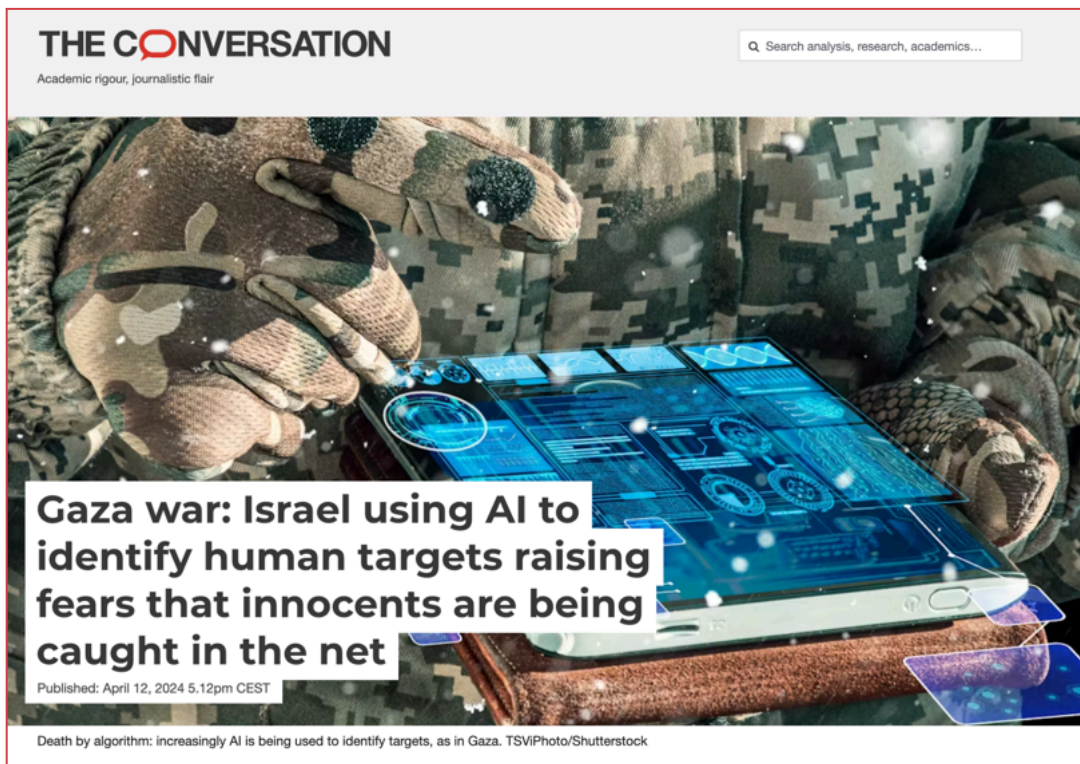 THE CONVERSATION
Search analysis, research, academics...
Academic rigour, journalistic flair
Gaza war: Israel using AI to
identify human targets raising
fears that innocents are being
caught in the net
Published: April 12, 2024 5.12pm CEST
Death by algorithm: increasingly AI is being used to identify targets, as in Gaza. TSViPhoto/Shutterstock